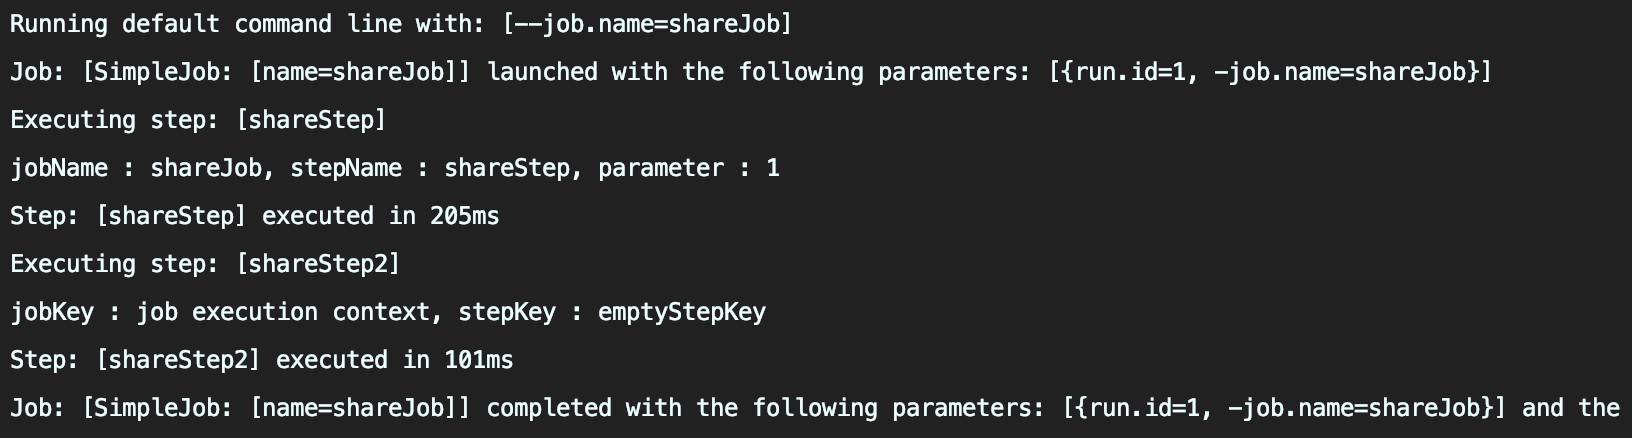 Running default command line with: [--job.name=shareJob]
Job: [SimpleJob: [name=shareJob]] launched with the following parameters: [{run.id=1, -job.name=shareJob}]
Executing step: [shareStep]
jobName : shareJob, stepName : shareStep, parameter : 1
Step: [shareStep] executed in 205ms
Executing step: [shareStep2]
jobKey : job execution context, stepKey : emptyStepKey
Step: [shareStep2] executed in 101ms
Job: [SimpleJob: [name=shareJob]] completed with the following parameters: [{run.id=1, -job.name=shareJob}] and the